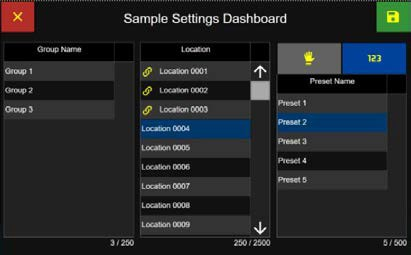 Sample Settings Dashboard
Group Name
Group 1
Group 2
Group 3
3 / 250
Location
Location 0001
Location 0002
Location 0003
Location 0004
Location 0005
Location 0006
Location 0007
Location 0008
Location 0009
250 / 2500
123
Preset Name
Preset 1
Preset 2
Preset 3
Preset 4
Preset 5
5 / 500